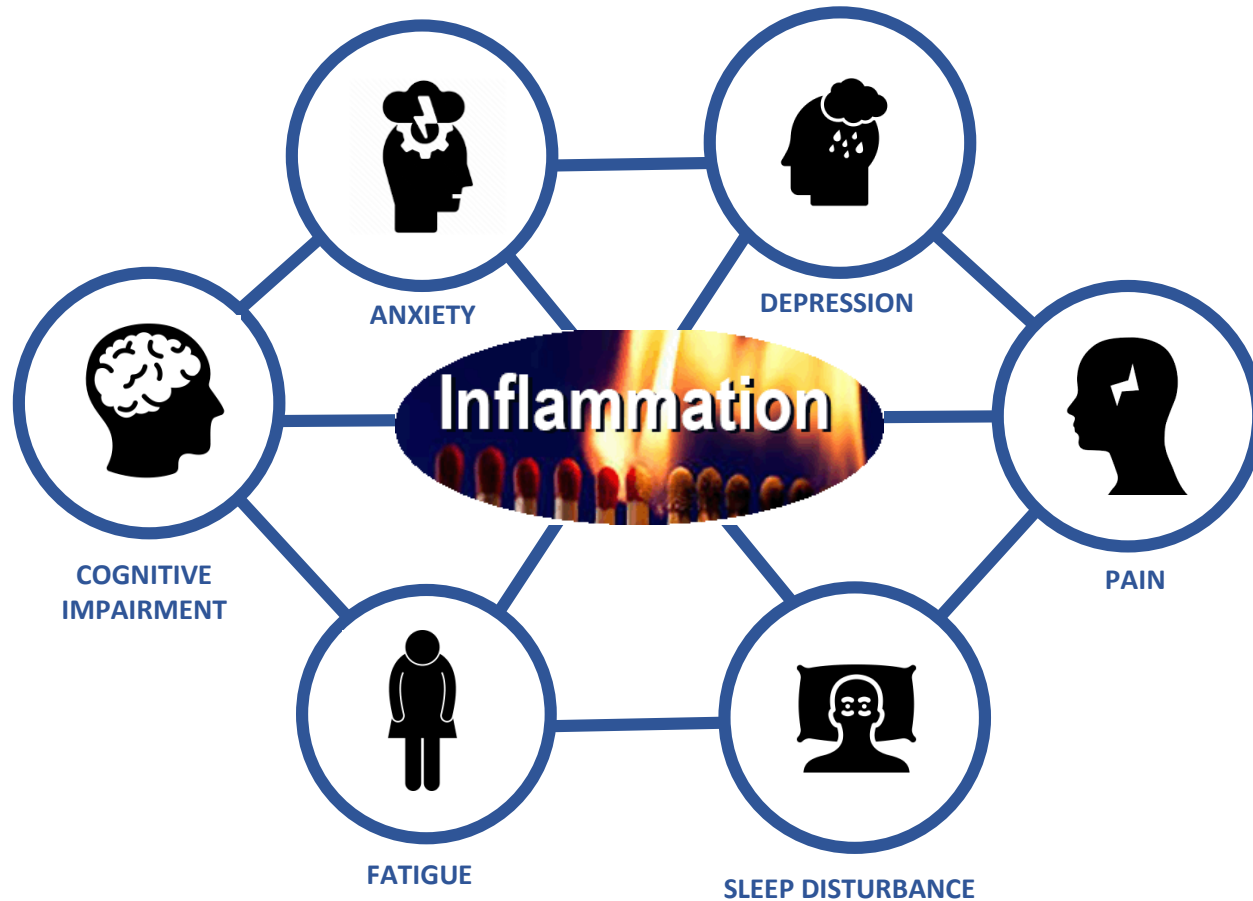 ANXIETY
DEPRESSION
Inflammation
COGNITIVE
IMPAIRMENT
PAIN
FATIGUE
SLEEP DISTURBANCE